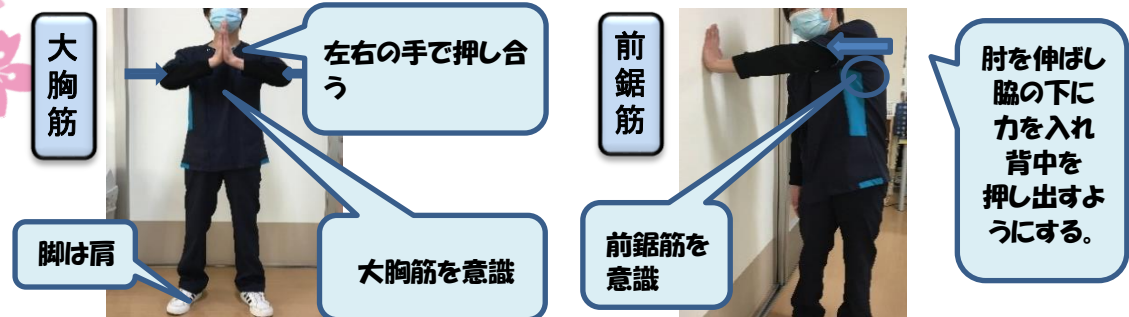 大
胸
筋
左右の手で押し合
う
脚は肩
大胸筋を意識
前
鋸
筋
前鋸筋を
意識
肘を伸ばし
脇の下に
力を入れ
背中を
押し出すよ
うにする。